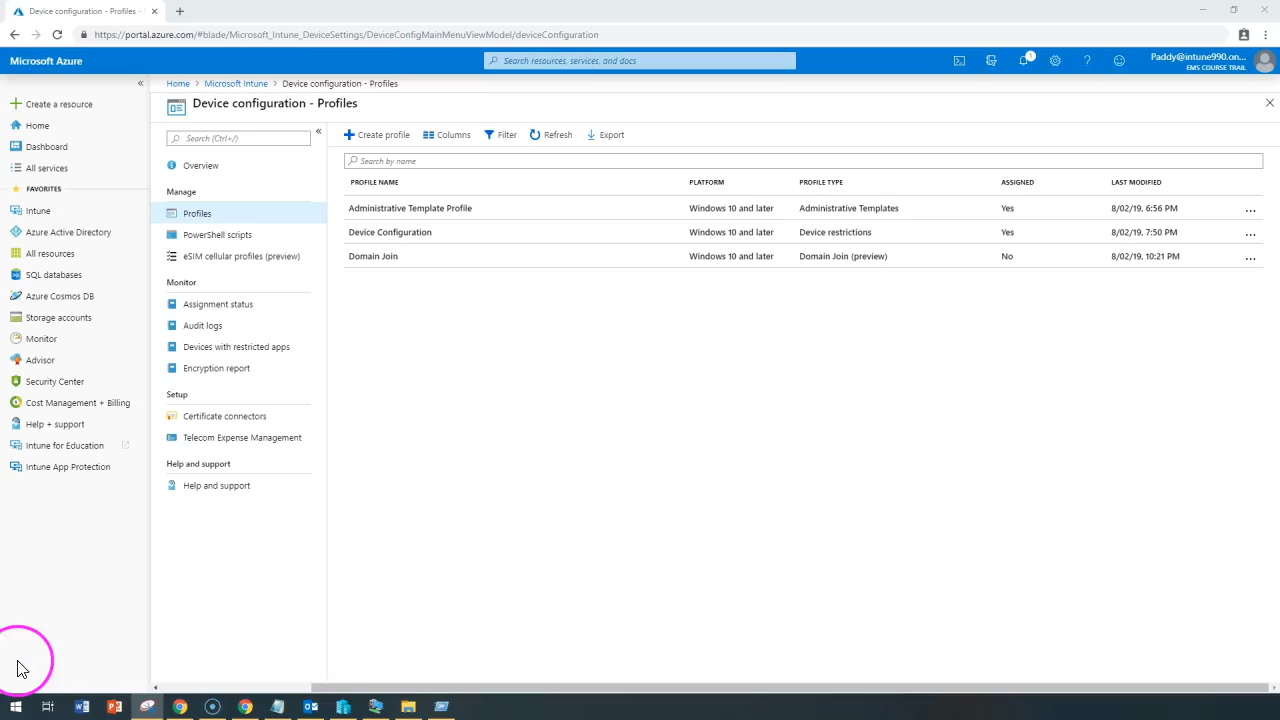 Device configuration - Profiles -
https://portal.azure.com/#blade/Microsoft_Intune_DeviceSettings/DeviceConfigMainMenuViewModel/deviceConfiguration
Microsoft Azure
Search resources, services, and docs
1
Paddy@intune990.on...
EMS COURSE TRAIL
Create a resource
Home
Dashboard
All services
FAVORITES
Intune
Azure Active Directory
All resources
SQL databases
Azure Cosmos DB
Storage accounts
Monitor
Advisor
Security Center
Cost Management + Billing
Help + support
Intune for Education
Intune App Protection
Home > Microsoft Intune > Device configuration - Profiles
Device configuration - Profiles
Search (Ctrl+/)
Overview
Manage
Profiles
PowerShell scripts
eSIM cellular profiles (preview)
Monitor
Assignment status
Audit logs
Devices with restricted apps
Encryption report
Setup
Certificate connectors
Telecom Expense Management
Help and support
Help and support
Create profile Columns Filter Refresh Export
Search by name
PROFILE NAME PLATFORM PROFILE TYPE ASSIGNED LAST MODIFIED
Administrative Template Profile Windows 10 and later Administrative Templates Yes 8/02/19, 6:56 PM ...
Device Configuration Windows 10 and later Device restrictions Yes 8/02/19, 7:50 PM ...
Domain Join Windows 10 and later Domain Join (preview) No 8/02/19, 10:21 PM ...